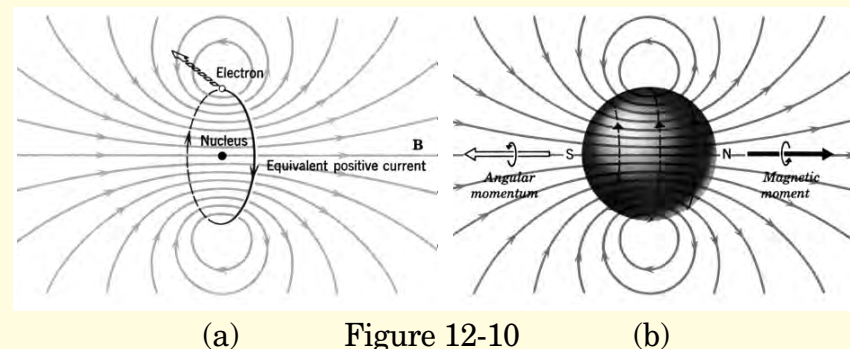 Electron
Nucleus
B
Equivalent positive current
S
N
Angular
momentum
Magnetic
moment
(a) Figure 12-10 (b)